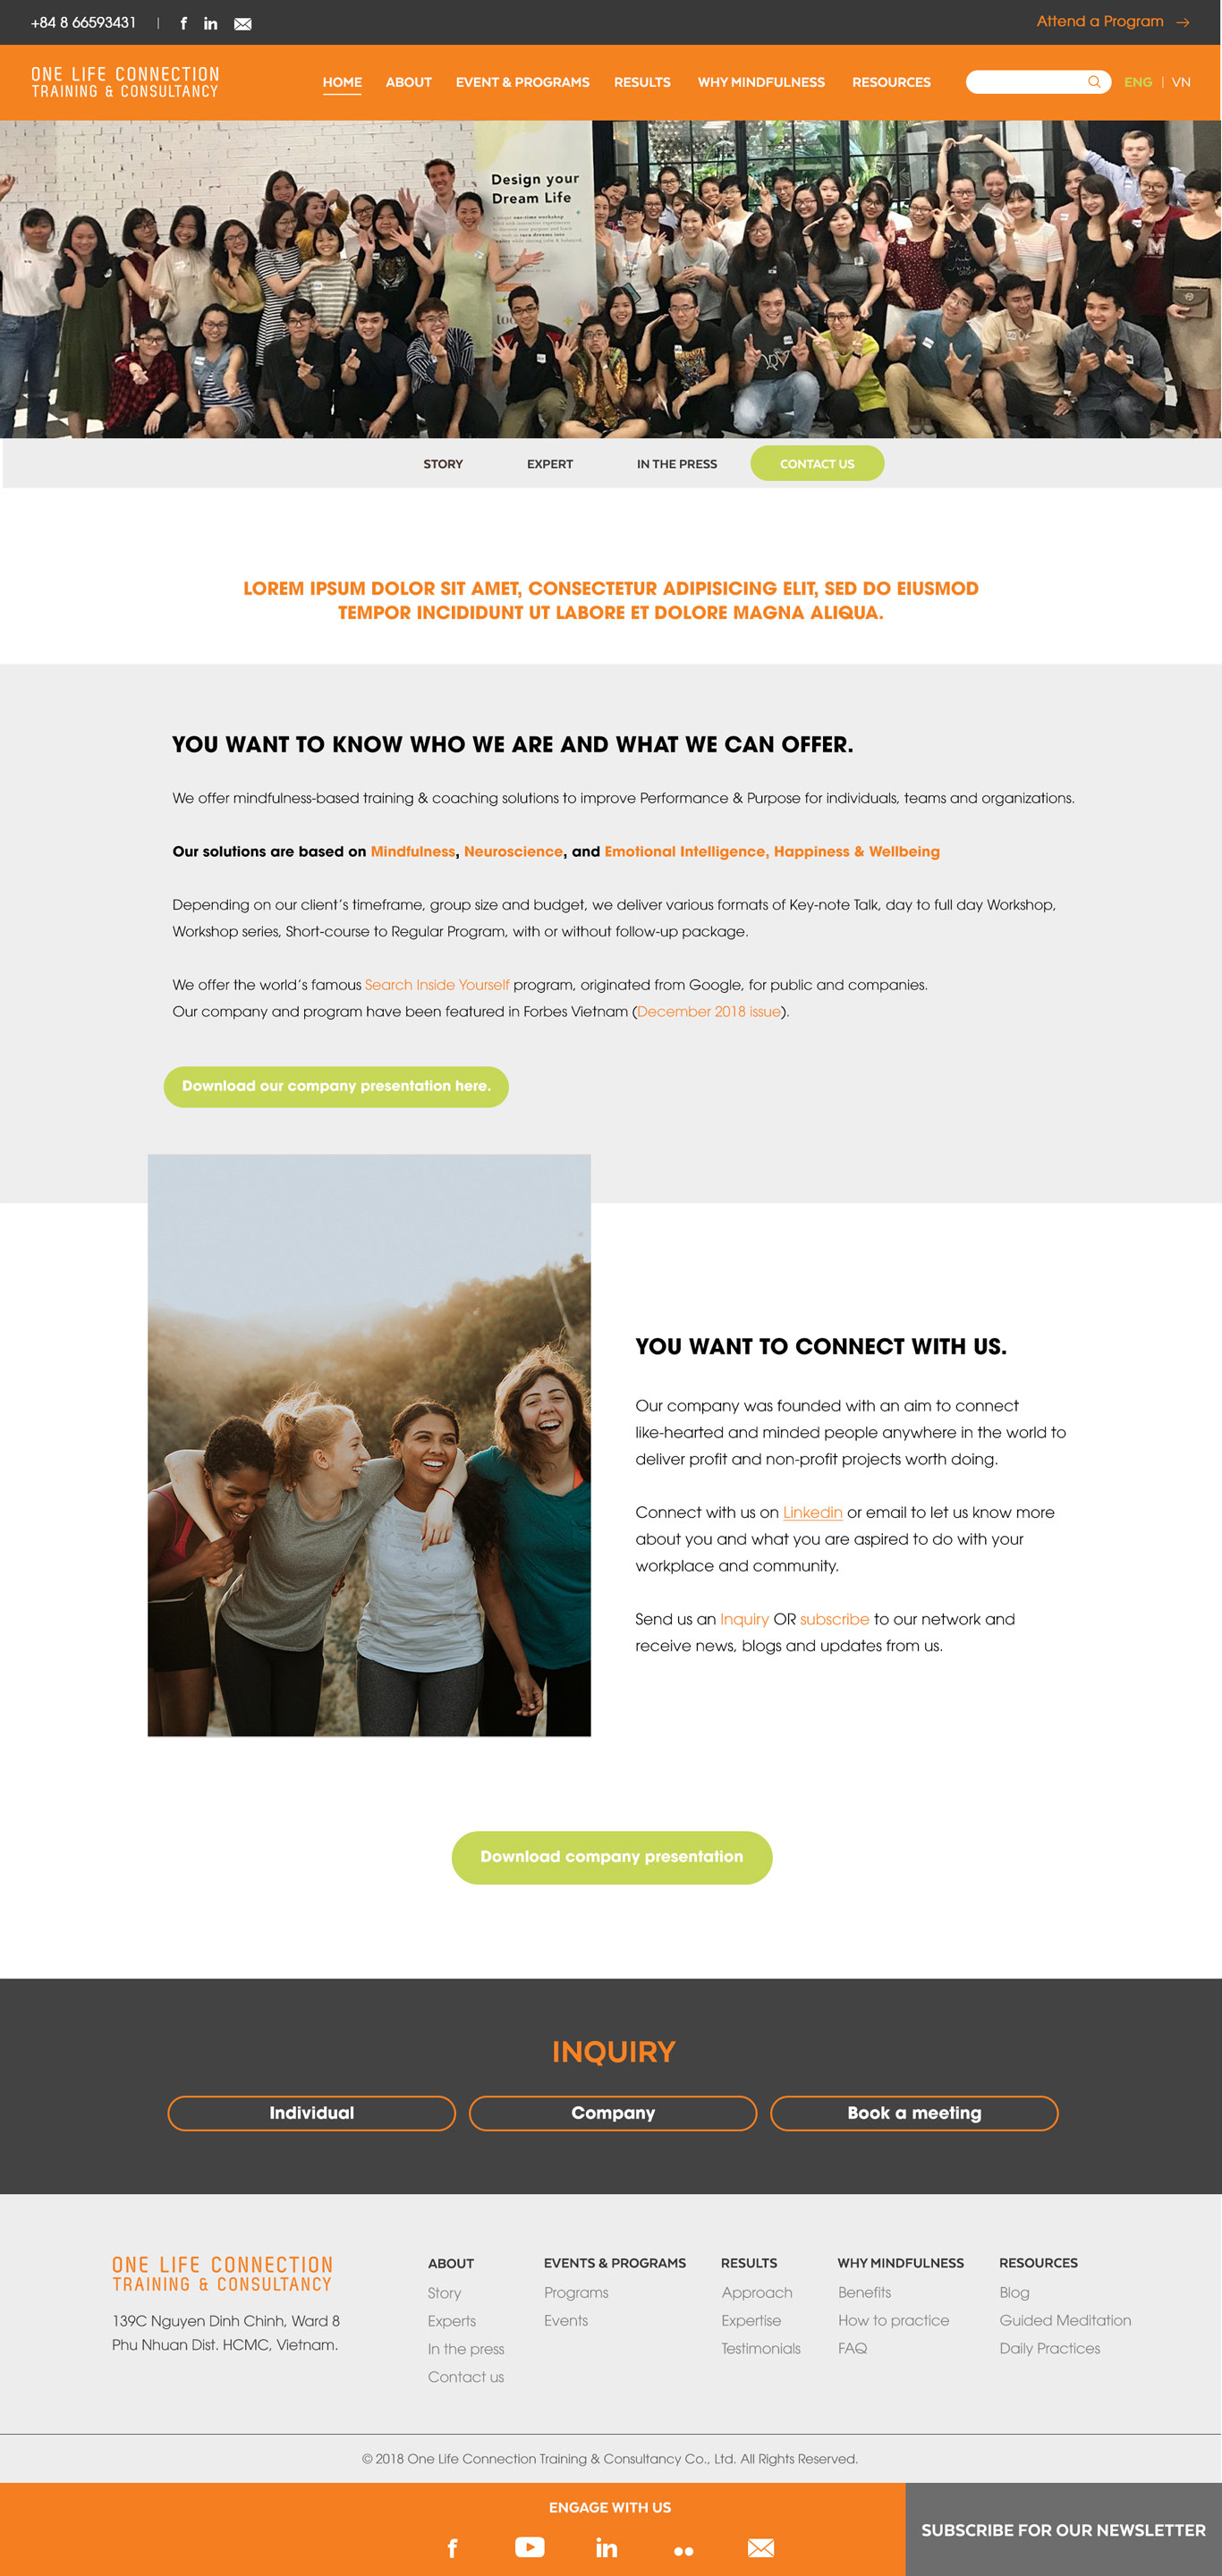 +84 8 66593431 | f in
Attend a Program →
ONE LIFE CONNECTION
TRAINING & CONSULTANCY
HOME ABOUT EVENT & PROGRAMS RESULTS WHY MINDFULNESS RESOURCES ENG | VN
Design your
Dream Life
STORY EXPERT IN THE PRESS CONTACT US
LOREM IPSUM DOLOR SIT AMET, CONSECTETUR ADIPISICING ELIT, SED DO EIUSMOD
TEMPOR INCIDIDUNT UT LABORE ET DOLORE MAGNA ALIQUA.
YOU WANT TO KNOW WHO WE ARE AND WHAT WE CAN OFFER.
We offer mindfulness-based training & coaching solutions to improve Performance & Purpose for individuals, teams and organizations.
Our solutions are based on Mindfulness, Neuroscience, and Emotional Intelligence, Happiness & Wellbeing
Depending on our client's timeframe, group size and budget, we deliver various formats of Key-note Talk, day to full day Workshop,
Workshop series, Short-course to Regular Program, with or without follow-up package.
We offer the world's famous Search Inside Yourself program, originated from Google, for public and companies.
Our company and program have been featured in Forbes Vietnam (December 2018 issue).
Download our company presentation here.
YOU WANT TO CONNECT WITH US.
Our company was founded with an aim to connect
like-hearted and minded people anywhere in the world to
deliver profit and non-profit projects worth doing.
Connect with us on Linkedin or email to let us know more
about you and what you are aspired to do with your
workplace and community.
Send us an Inquiry OR subscribe to our network and
receive news, blogs and updates from us.
Download company presentation
INQUIRY
Individual Company Book a meeting
ONE LIFE CONNECTION
TRAINING & CONSULTANCY
139C Nguyen Dinh Chinh, Ward 8
Phu Nhuan Dist. HCMC, Vietnam.
ABOUT
Story
Experts
In the press
Contact us
EVENTS & PROGRAMS
Programs
Events
RESULTS
Approach
Expertise
Testimonials
WHY MINDFULNESS
Benefits
How to practice
FAQ
RESOURCES
Blog
Guided Meditation
Daily Practices
© 2018 One Life Connection Training & Consultancy Co., Ltd. All Rights Reserved.
ENGAGE WITH US
f in
SUBSCRIBE FOR OUR NEWSLETTER